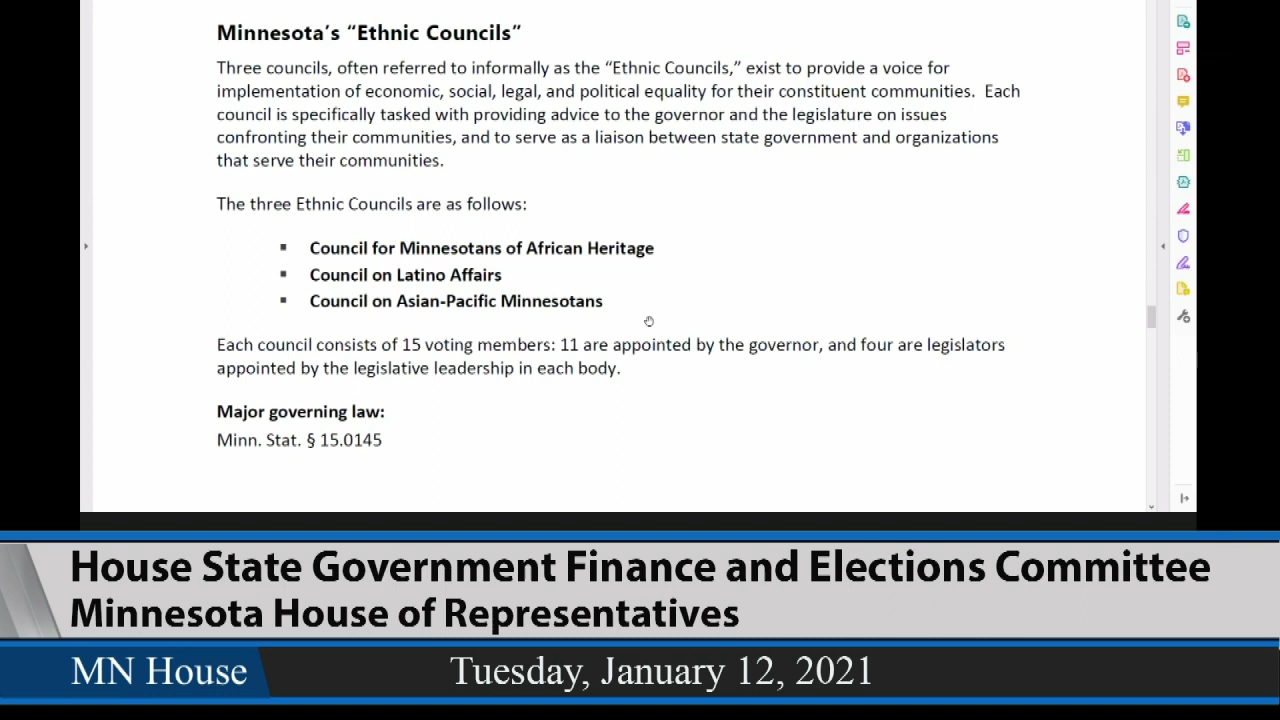 Minnesota’s “Ethnic Councils”
Three councils, often referred to informally as the “Ethnic Councils,” exist to provide a voice for
implementation of economic, social, legal, and political equality for their constituent communities.  Each
council is specifically tasked with providing advice to the governor and the legislature on issues
confronting their communities, and to serve as a liaison between state government and organizations
that serve their communities.
The three Ethnic Councils are as follows:
▪ Council for Minnesotans of African Heritage
▪ Council on Latino Affairs
▪ Council on Asian-Pacific Minnesotans
Each council consists of 15 voting members: 11 are appointed by the governor, and four are legislators
appointed by the legislative leadership in each body.
Major governing law:
Minn. Stat. § 15.0145
House State Government Finance and Elections Committee
Minnesota House of Representatives
MN House
Tuesday, January 12, 2021